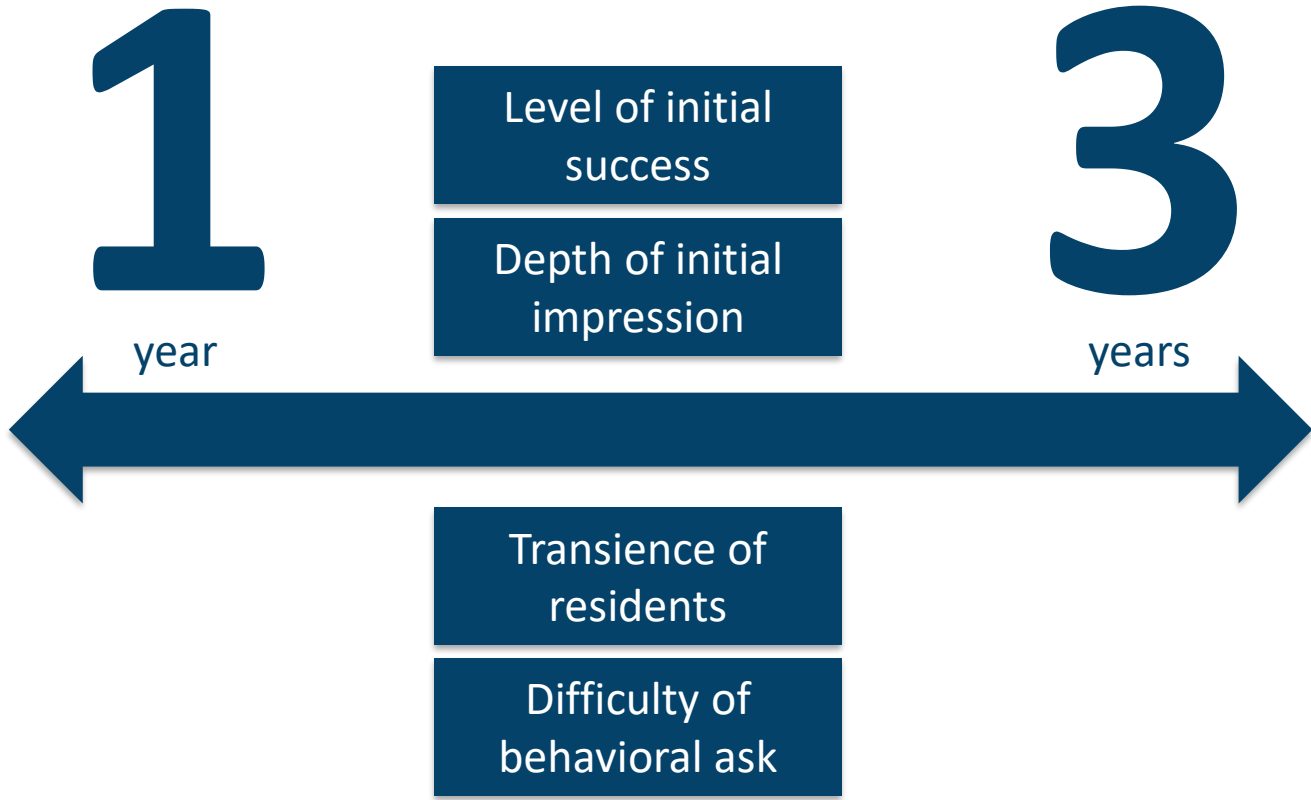 1
year
Level of initial
success
Depth of initial
impression
3
years
Transience of
residents
Difficulty of
behavioral ask